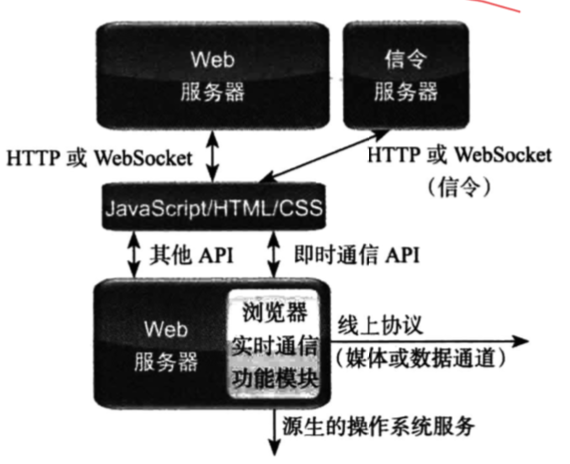 Web
服务器
信令
服务器
HTTP 或 WebSocket
HTTP 或 WebSocket
（信令）
JavaScript/HTML/CSS
其他 API
即时通信 API
Web
服务器
浏览器
实时通信
功能模块
线上协议
（媒体或数据通道）
源生的操作系统服务